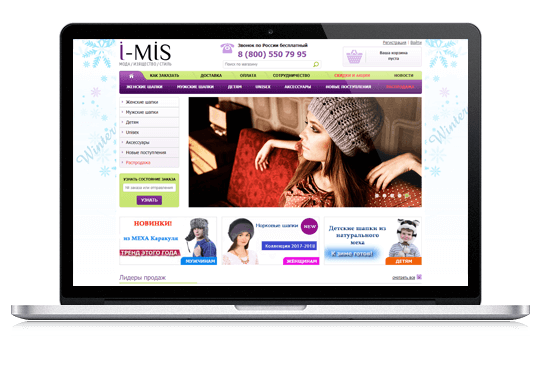 i-MiS
МОДА / ИЗЯЩЕСТВО / СТИЛЬ
Звонок по России бесплатный
8 (800) 550 79 95
Поиск по магазину
Регистрация | Войти
Ваша корзина
пуста
КАК ЗАКАЗАТЬ ДОСТАВКА ОПЛАТА СОТРУДНИЧЕСТВО СКИДКИ И АКЦИИ НОВОСТИ
ЖЕНСКИЕ ШАПКИ МУЖСКИЕ ШАПКИ ДЕТЯМ UNISEX АКСЕССУАРЫ НОВЫЕ ПОСТУПЛЕНИЯ РАСПРОДАЖА
Женские шапки
Мужские шапки
Детям
Unisex
Аксессуары
Новые поступления
Распродажа
УЗНАТЬ СОСТОЯНИЕ ЗАКАЗА
№ заказа или отправления
УЗНАТЬ
Winter
Winter
НОВИНКИ!
из МЕХА Каракуля
ТРЕНД ЭТОГО ГОДА
МУЖЧИНАМ
Норковые шапки
NEW
Коллекция 2017-2018
ЖЕНЩИНАМ
Детские шапки из
натурального
меха
К зиме готов!
ДЕТЯМ
Лидеры продаж
смотреть все